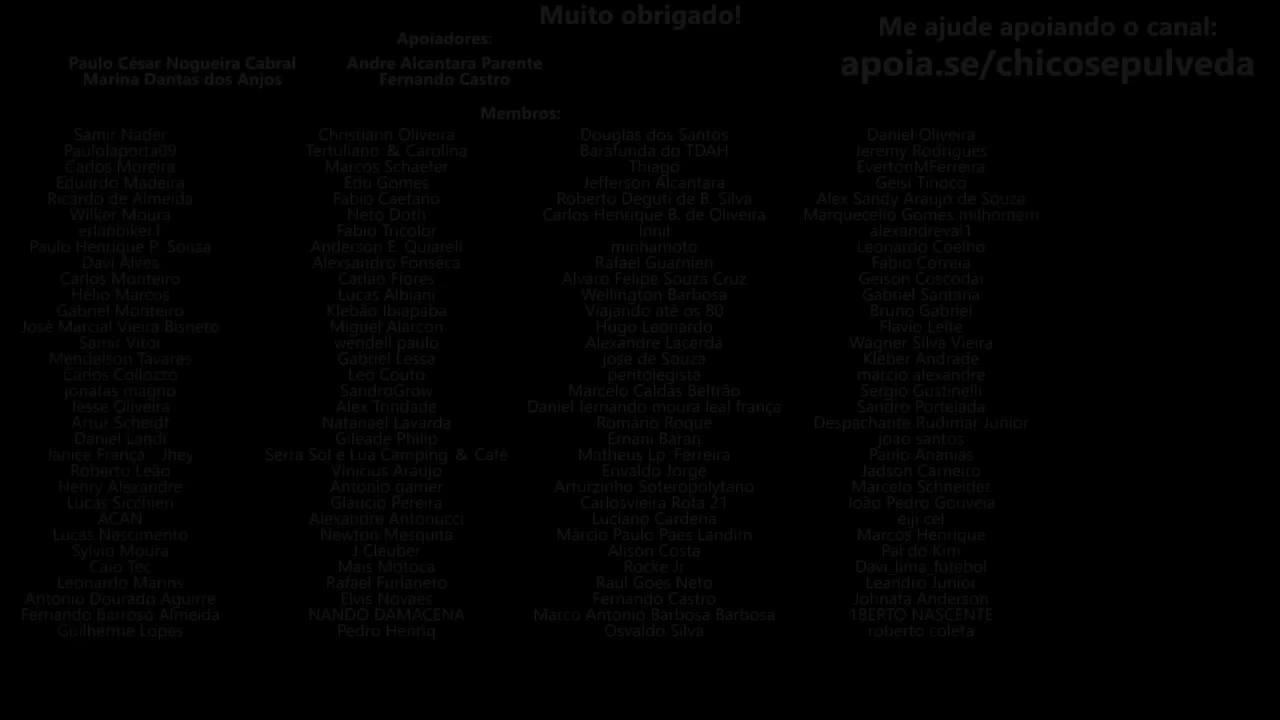 Muito obrigado!
Me ajude apoiando o canal:
apoia.se/chicosepulveda
Apoiadores:
Paulo César Nogueira Cabral
Andre Alcantara Parente
Marina Dantas dos Anjos
Fernando Castro
Membros:
Samir Nader
Christiann Oliveira
Douglas dos Santos
Daniel Oliveira
Paulolaporta09
Tertuliano & Carolina
Barafunda do TDAH
Jeremy Rodrigues
Carlos Moreira
Marcos Schaefer
Thiago
EvertonMFerreira
Eduardo Madeira
Edu Gomes
Jefferson Alcantara
Geisi Tinoco
Ricardo de Almeida
Fabio Caetano
Roberto Deguti de B. Silva
Alex Sandy Araujo de Souza
Wilker Moura
Neto Doth
Carlos Henrique B. de Oliveira
Marquecelio Gomes milhomem
erlanbiker1
Fabio Tricolor
Innil
alexandreval1
Paulo Henrique P. Sousa
Anderson E. Quiareli
minhamoto
Leonardo Coelho
Davi Alves
Alexsandro Fonseca
Rafael Guarnieri
Fabio Correia
Carlos Monteiro
Carlão Flores
Alvaro Felipe Souza Cruz
Geison Coscodai
Helio Marcos
Lucas Albiani
Wellington Barbosa
Gabriel Santana
Gabriel Monteiro
Klebão Ibiapaba
Viajando até os 80
Bruno Gabriel
José Marcial Vieira Bisneto
Miguel Alarcon
Hugo Leonardo
Flavio Leite
Samir Vitoi
wendell paulo
Alexandre Lacerda
Wagner Silva Vieira
Mendelson Tavares
Gabriel Lessa
jose de Souza
Kleber Andrade
Carlos Collozzo
Leo Couto
peritolegista
marcio alexandre
jonatas magno
SandroGrow
Marcelo Caldas Beltrão
Sergio Gustinelli
Jesse Oliveira
Alex Trindade
Daniel fernando moura leal frança
Sandro Portelada
Artur Scheidt
Natanael Lavarda
Romano Roque
Despachante Rudimar Junior
Daniel Landi
Gileade Philip
Ernani Baran
joao santos
Janice França _Jhey
Serra Sol e Lua Camping & Café
Matheus Lp. Ferreira
Paulo Ananias
Roberto Leão
Vinicius Araujo
Erivaldo Jorge
Jadson Carneiro
Henry Alexandre
Antonio gamer
Arturzinho Soteropolytano
Marcelo Schneider
Lucas Sicchieri
Glaucio Pereira
Carlosvieira Rota 21
João Pedro Gouveia
ACAN
Alexandre Antonucci
Luciano Cardena
eiji cel
Lucas Nascimento
Newton Mesquita
Márcio Paulo Paes Landim
Marcos Henrique
Sylvio Moura
J Cleuber
Alison Costa
Pai do Kim
Caio Teç
Mais Motoca
Rocke Jr
Davi_lima_futebol
Leonardo Marins
Rafael Furlaneto
Raul Goes Neto
Leandro Junior
Antonio Dourado Aguirre
Elvis Novaes
Fernando Castro
Johnata Anderson
Fernando Barroso Almeida
NANDO DAMACENA
Marco Antonio Barbosa Barbosa
1BERTO NASCENTE
Guilherme Lopes
Pedro Henriq
Osvaldo Silva
roberto coleta